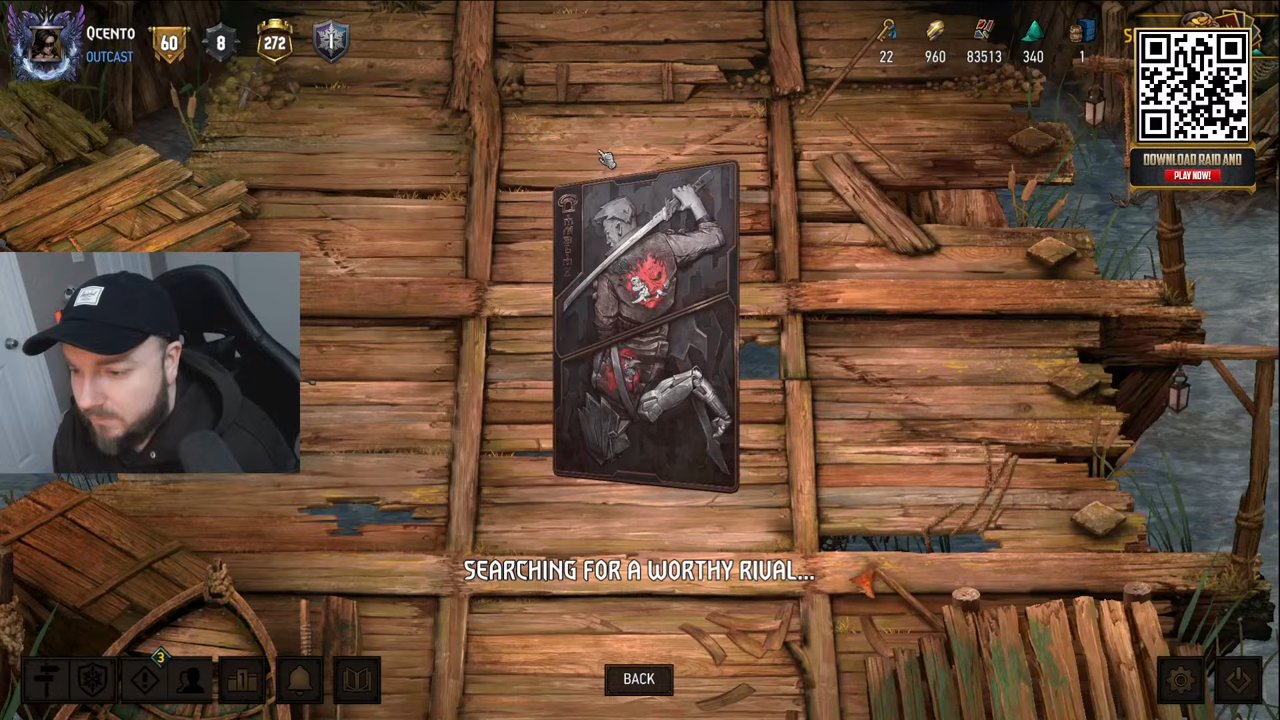 Qcento
OUTCAST
60
8
272
22
960
83513
340
1
S
DOWNLOAD RAID AND
PLAY NOW!
SEARCHING FOR A WORTHY RIVAL...
3
1
BACK